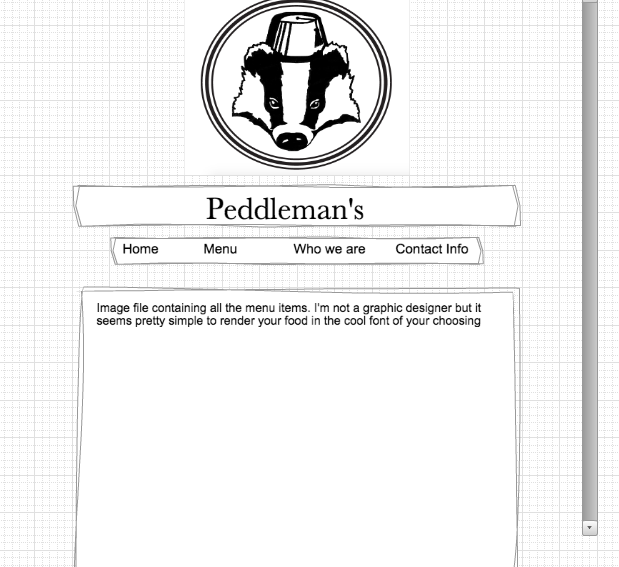 Peddleman's
Home Menu Who we are Contact Info
Image file containing all the menu items. I'm not a graphic designer but it
seems pretty simple to render your food in the cool font of your choosing